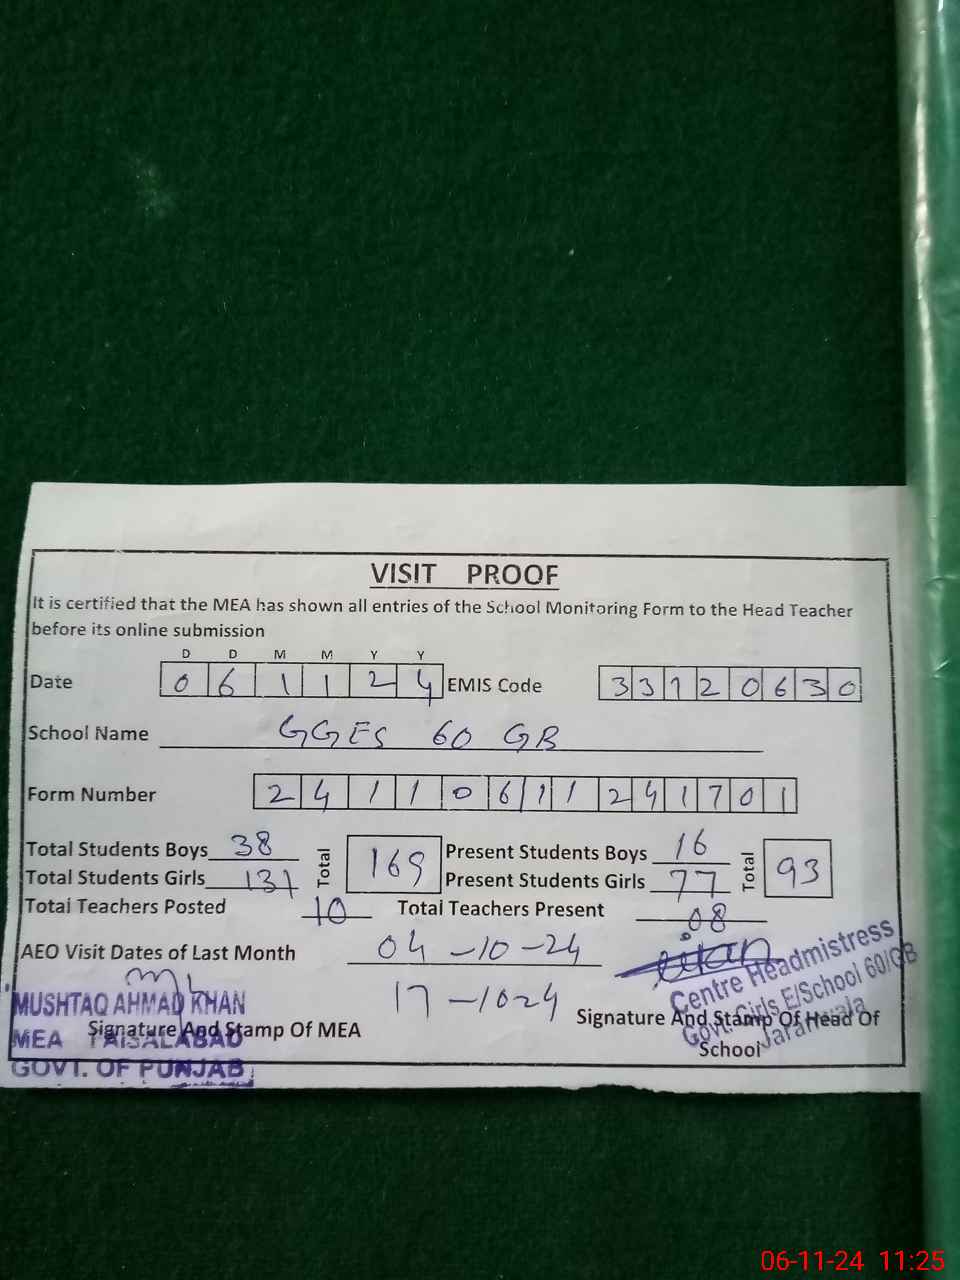 VISIT PROOF
It is certified that the MEA has shown all entries of the School Monitoring Form to the Head Teacher
before its online submission
D D M M Y Y
Date 0 6 1 1 2 4 EMIS Code 3 3 1 2 0 6 3 0
School Name GGES 60 GB
Form Number 2 4 1 1 0 6 1 1 2 4 1 7 0 1
Total Students Boys 38 Total 169 Present Students Boys 16 Total 93
Total Students Girls 131 Present Students Girls 77
Total Teachers Posted 10 Total Teachers Present 08
AEO Visit Dates of Last Month 04-10-24
17-10-24
MUSHTAQ AHMAD KHAN
MEA FAISALABAD
GOVT. OF PUNJAB
Signature And Stamp Of MEA
Centre Headmistress
Govt. Girls E/School 60/GB
Jaranwala
Signature And Stamp Of Head Of
School
06-11-24 11:25